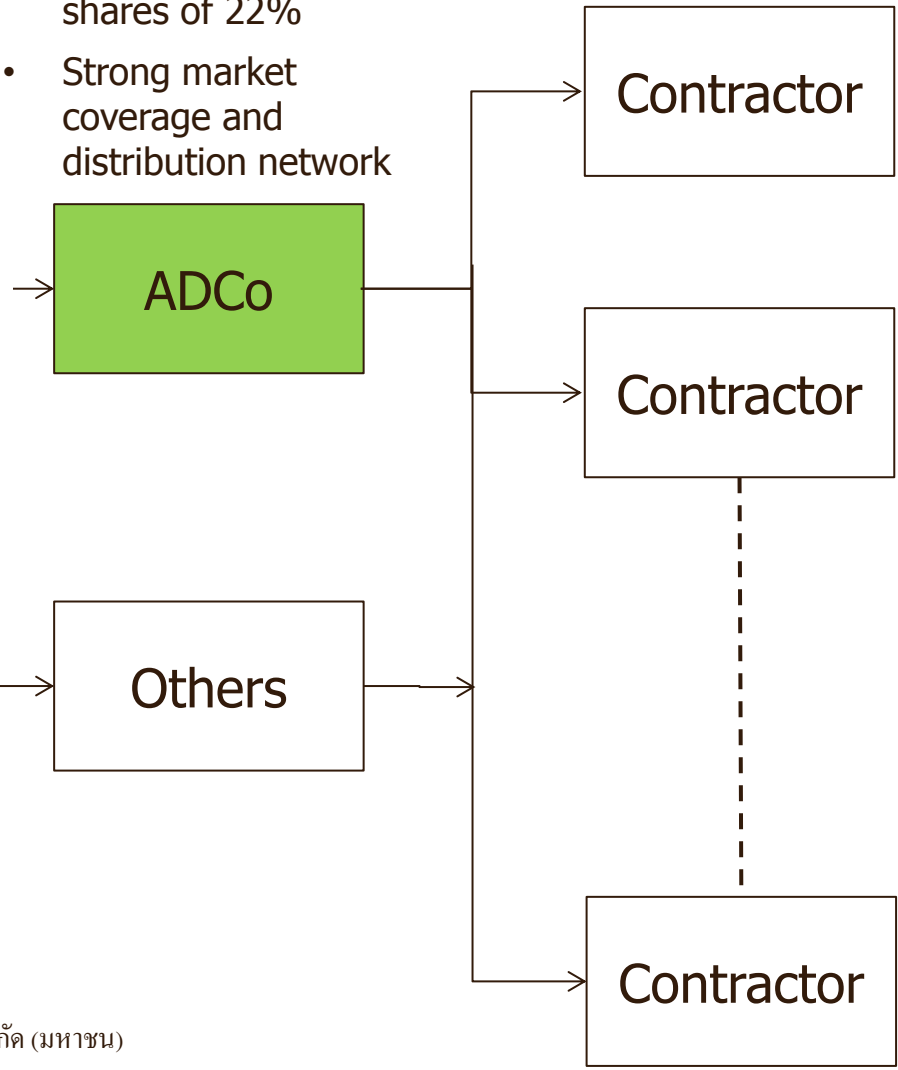 shares of 22%
• Strong market
coverage and
distribution network
Contractor
ADCo
Contractor
Others
Contractor
กัด (มหาชน)